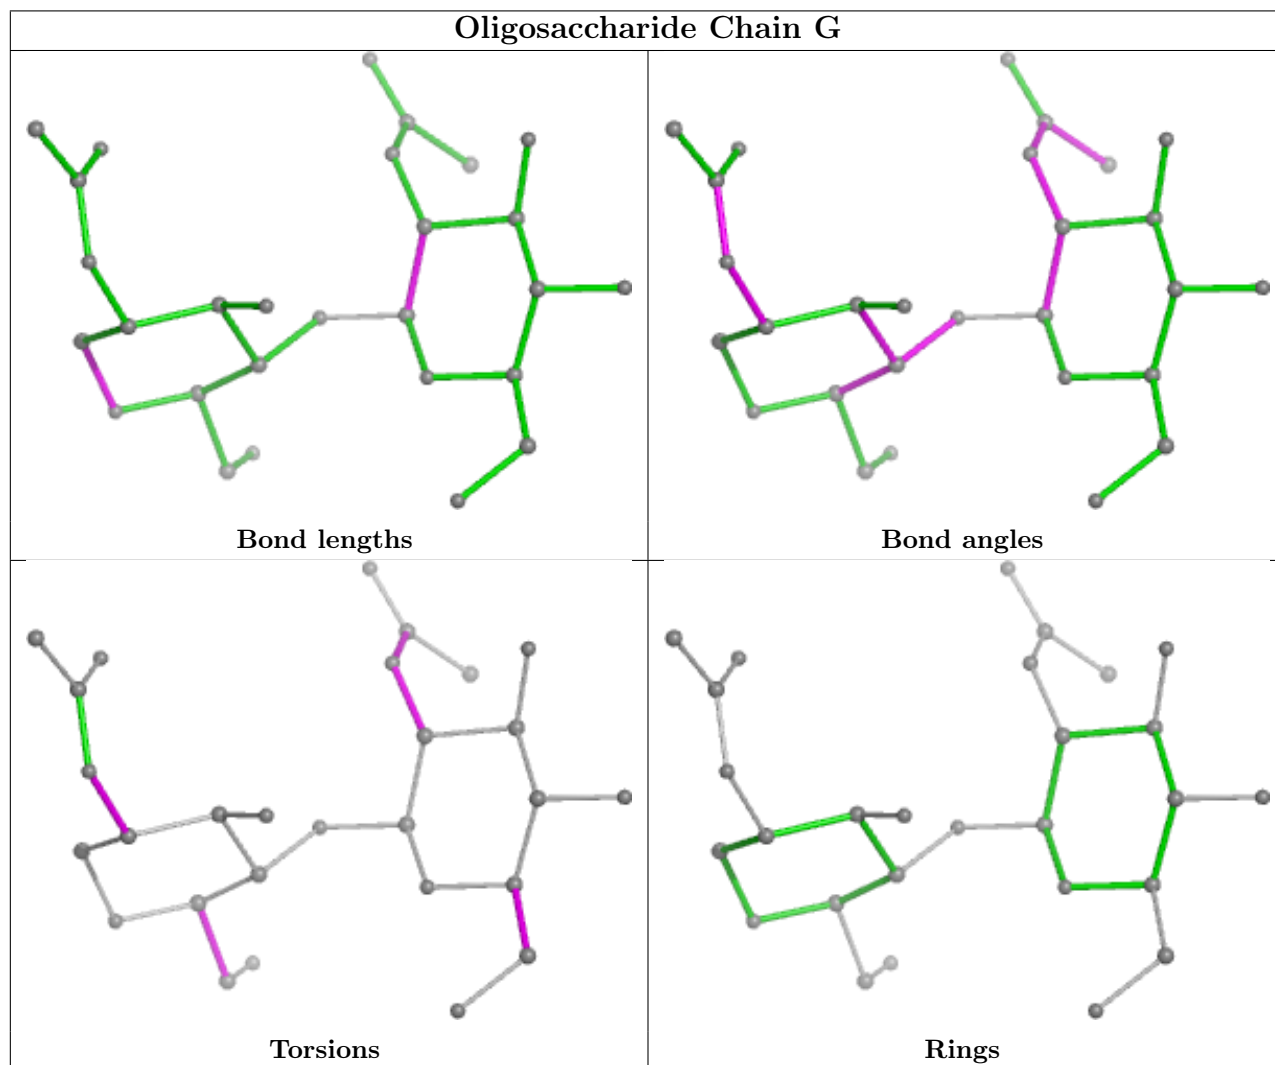 Oligosaccharide Chain G
Bond lengths
Bond angles
Torsions
Rings